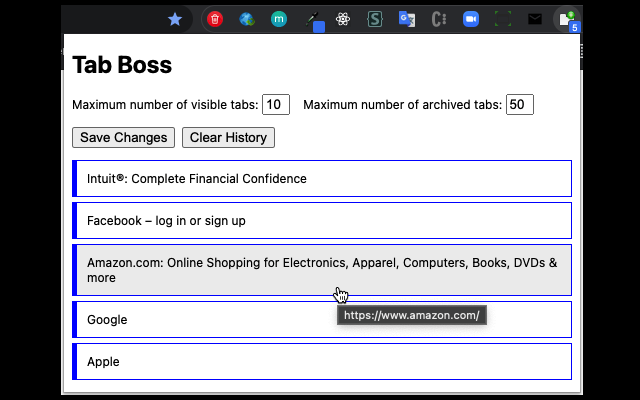 Tab Boss
Maximum number of visible tabs: 10 Maximum number of archived tabs: 50
Save Changes Clear History
Intuit®: Complete Financial Confidence
Facebook – log in or sign up
Amazon.com: Online Shopping for Electronics, Apparel, Computers, Books, DVDs &
more
https://www.amazon.com/
Google
Apple
m
S
G
C
5